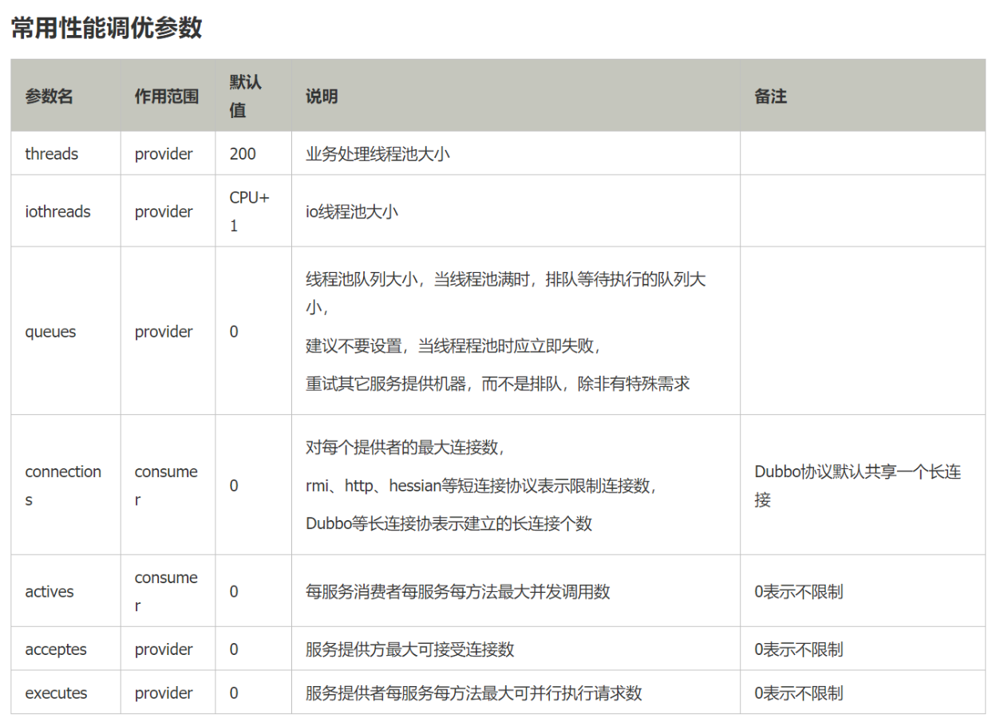 常用性能调优参数
参数名 作用范围 默认 说明 备注
值
threads provider 200 业务处理线程池大小
iothreads provider CPU+ io线程池大小
1
queues provider 0 线程池队列大小，当线程池满时，排队等待执行的队列大
小，
建议不要设置，当线程程池时应立即失败，
重试其它服务提供机器，而不是排队，除非有特殊需求
connection consume 0 对每个提供者的最大连接数， Dubbo协议默认共享一个长连
s r rmi、http、hessian等短连接协议表示限制连接数， 接
Dubbo等长连接协表示建立的长连接个数
actives consume 0 每服务消费者每服务每方法最大并发调用数 0表示不限制
r
acceptes provider 0 服务提供方最大可接受连接数 0表示不限制
executes provider 0 服务提供者每服务每方法最大可并行执行请求数 0表示不限制